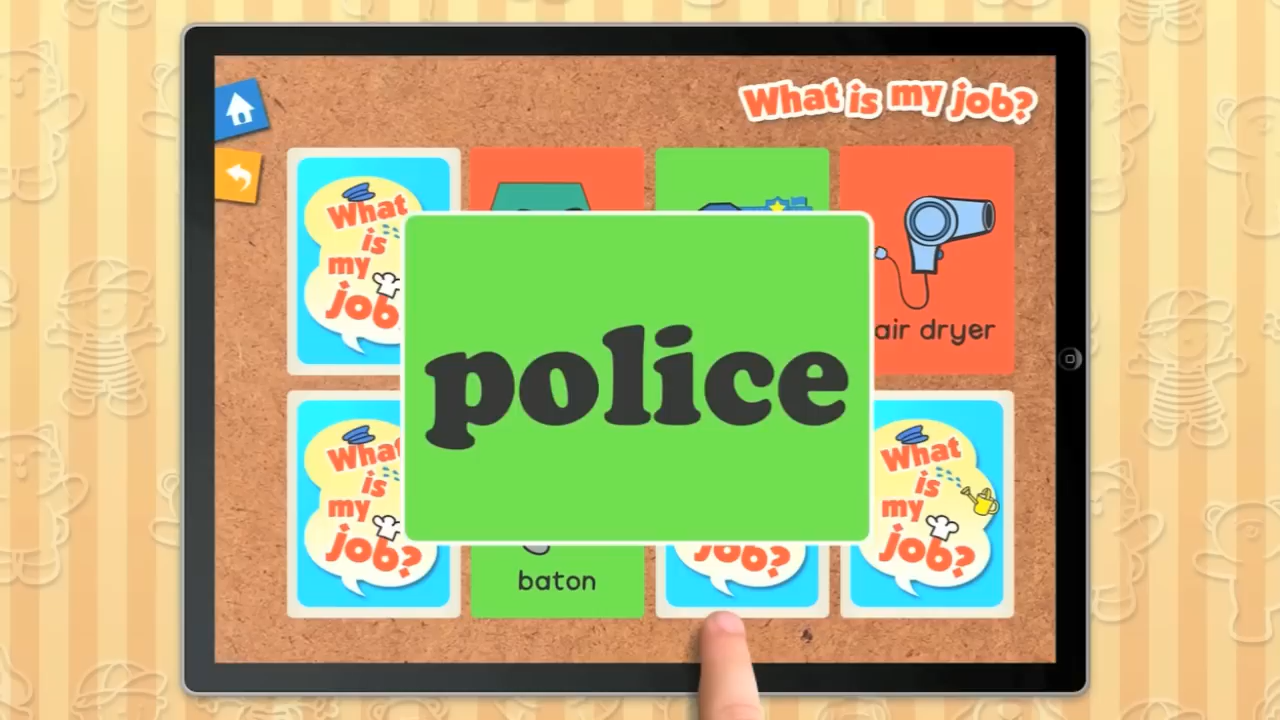 What is my job?
What
is
my
job
air dryer
police
What
is
my
job?
baton
job?
What
is
my
job?